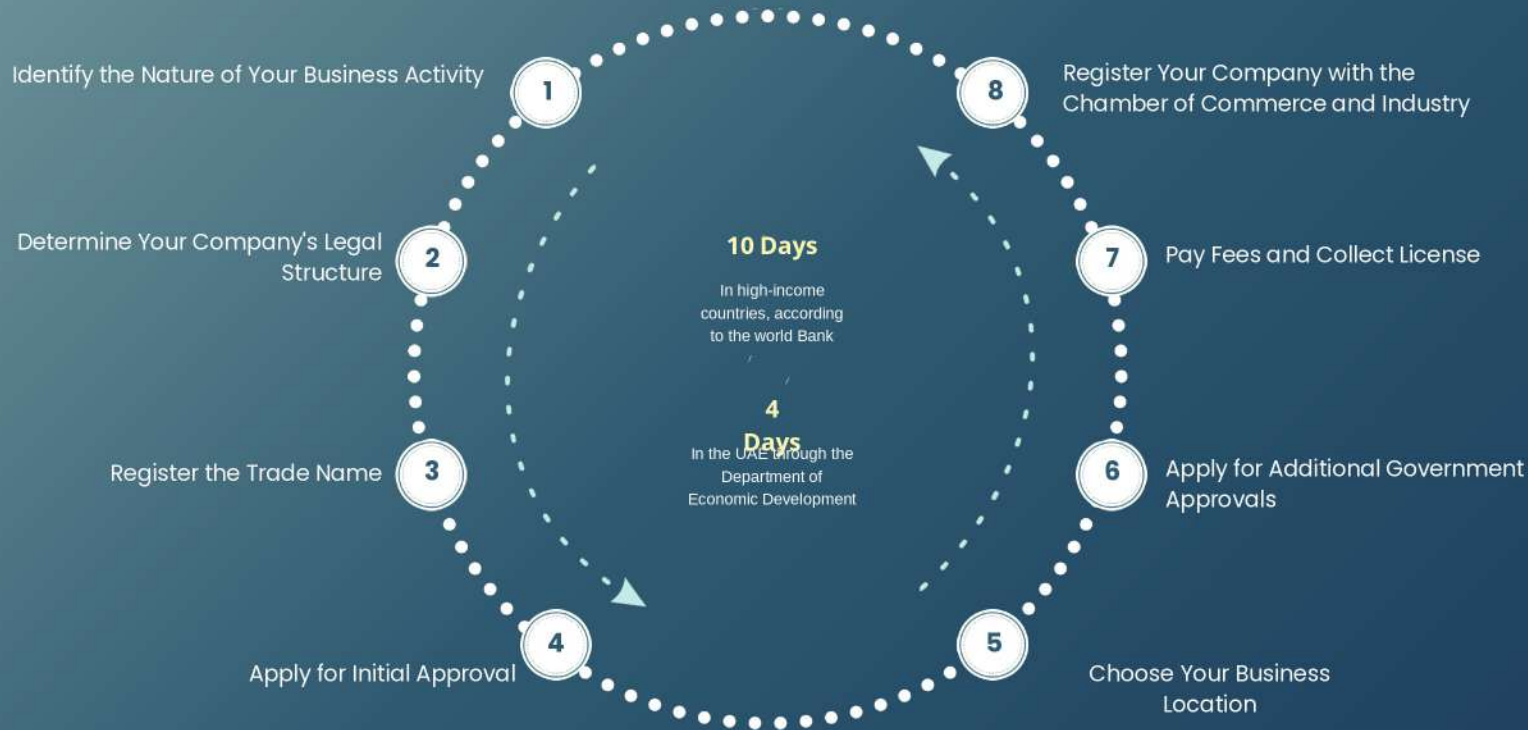 1
Identify the Nature of Your Business Activity
2
Determine Your Company's Legal
Structure
3
Register the Trade Name
4
Apply for Initial Approval
5
Choose Your Business
Location
6
Apply for Additional Government
Approvals
7
Pay Fees and Collect License
8
Register Your Company with the
Chamber of Commerce and Industry
10 Days
In high-income
countries, according
to the world Bank
4
Days
In the UAE through the
Department of
Economic Development